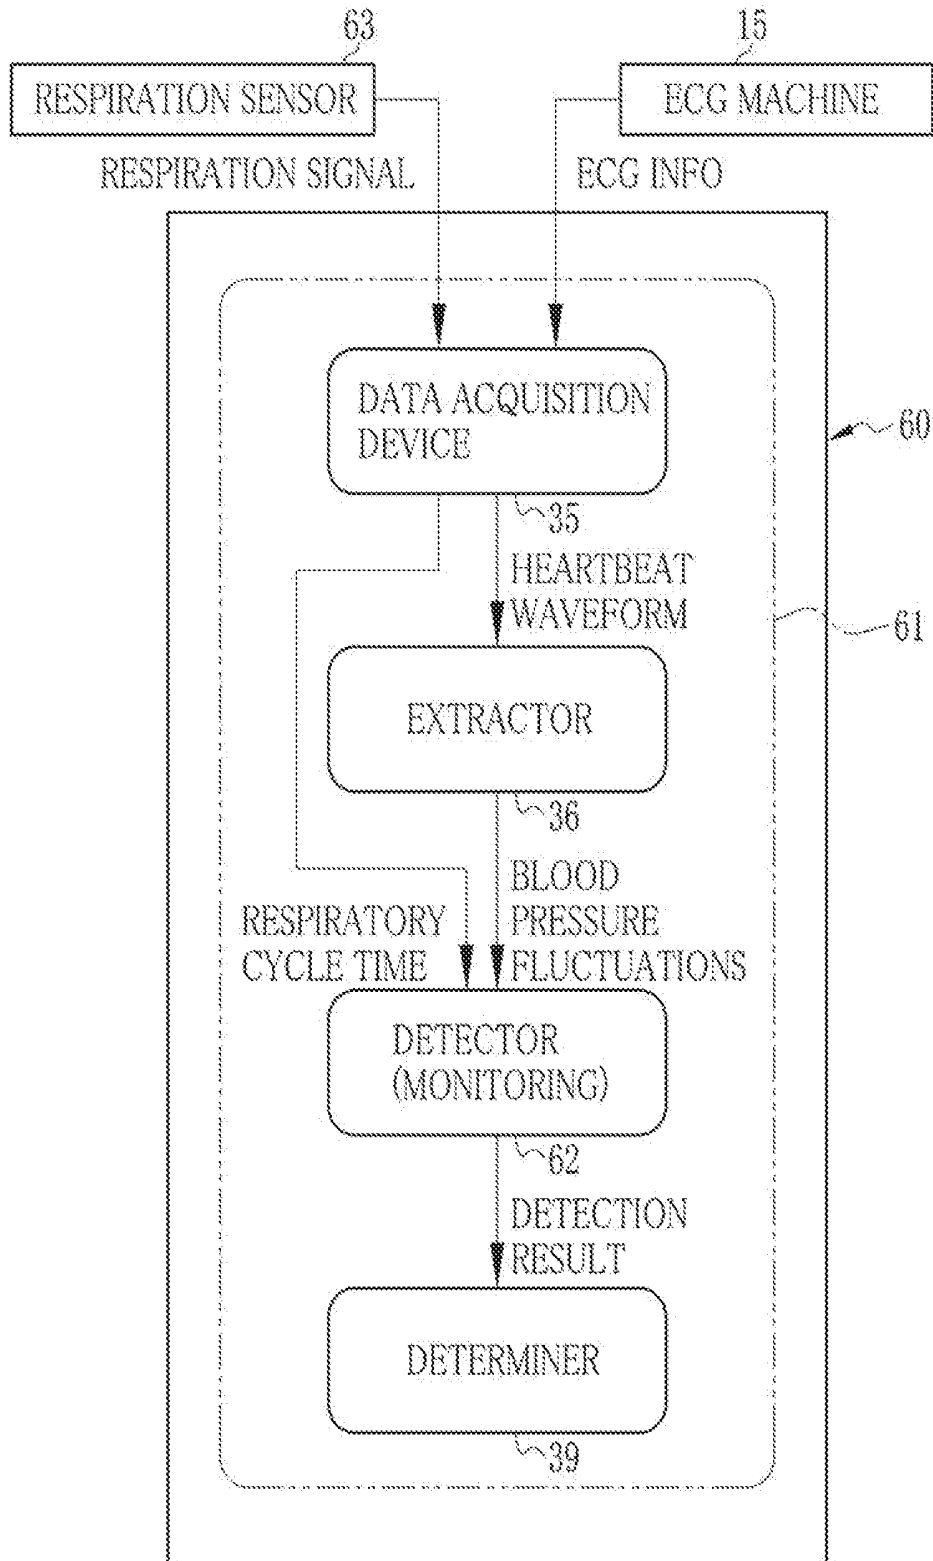 63
15
RESPIRATION SENSOR
ECG MACHINE
RESPIRATION SIGNAL
ECG INFO
DATA ACQUISITION
DEVICE
60
35
HEARTBEAT
WAVEFORM
61
EXTRACTOR
36
BLOOD
PRESSURE
FLUCTUATIONS
RESPIRATORY
CYCLE TIME
DETECTOR
(MONITORING)
62
DETECTION
RESULT
DETERMINER
39